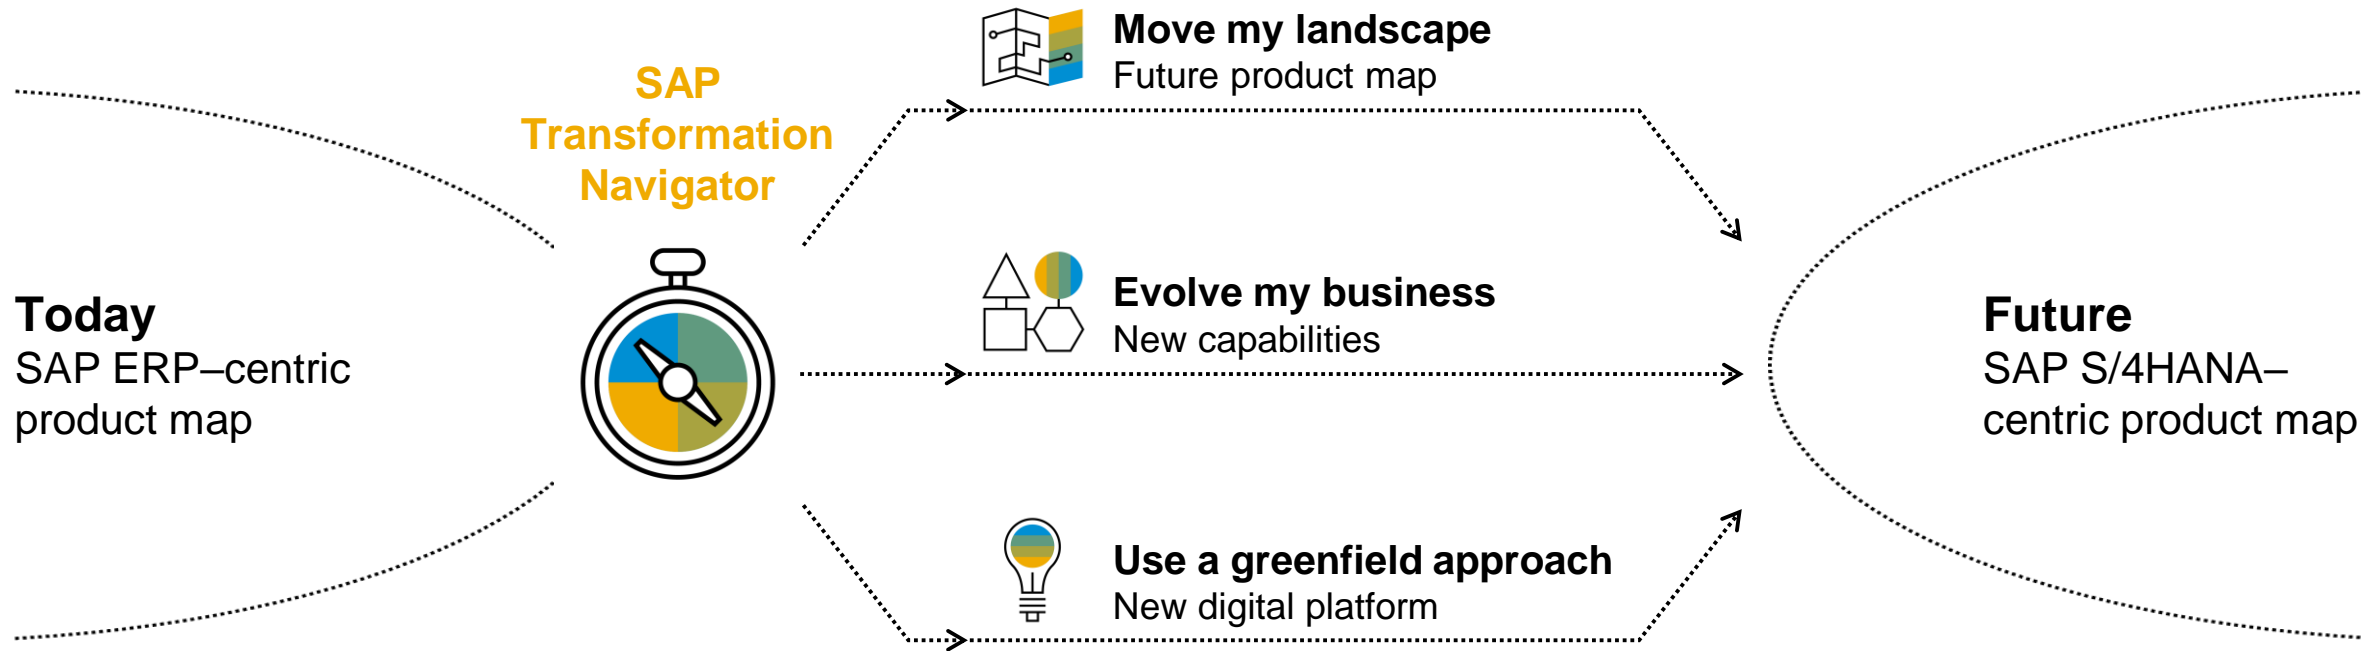 Today
SAP ERP–centric
product map
SAP
Transformation
Navigator
Move my landscape
Future product map
Evolve my business
New capabilities
Use a greenfield approach
New digital platform
Future
SAP S/4HANA–
centric product map